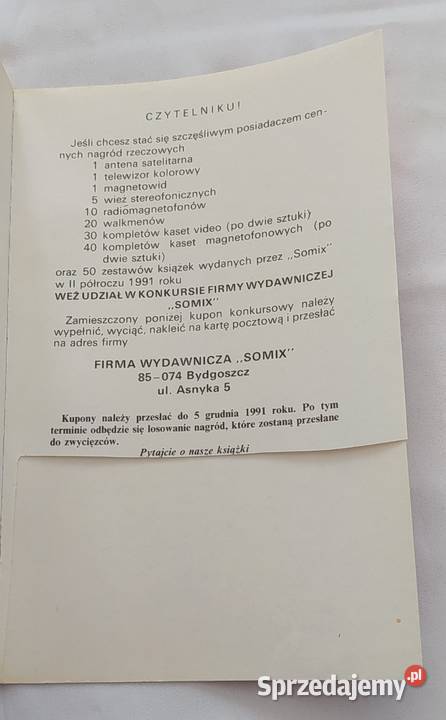 CZYTELNIKU!
Jeśli chcesz stać się szczęśliwym posiadaczem cen-
nych nagród rzeczowych
1 antena satelitarna
1 telewizor kolorowy
1 magnetowid
5 wież stereofonicznych
10 radiomagnetofonów
20 walkmenów
30 kompletów kaset video (po dwie sztuki)
40 kompletów kaset magnetofonowych (po
dwie sztuki)
oraz 50 zestawów książek wydanych przez ,,Somix''
w II półroczu 1991 roku
WEŹ UDZIAŁ W KONKURSIE FIRMY WYDAWNICZEJ
,,SOMIX''
Zamieszczony poniżej kupon konkursowy należy
wypełnić, wyciąć, nakleić na kartę pocztową i przesłać
na adres firmy
FIRMA WYDAWNICZA ,,SOMIX''
85-074 Bydgoszcz
ul. Asnyka 5
Kupony należy przesłać do 5 grudnia 1991 roku. Po tym
terminie odbędzie się losowanie nagród, które zostaną przesłane
do zwycięzców.
Pytajcie o nasze książki
Sprzedajemy.pl